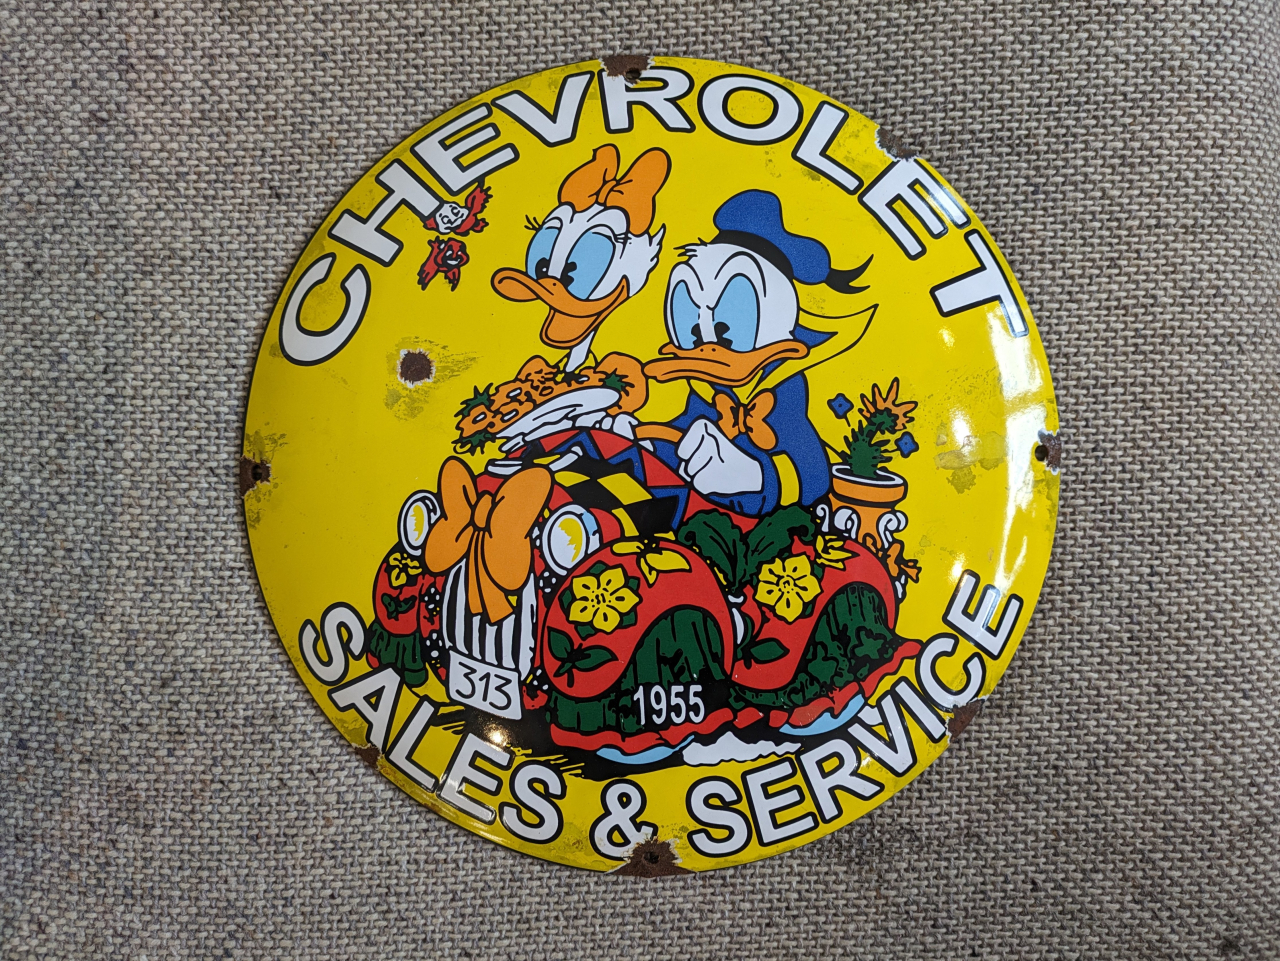 CHEVROLET
313
1955
SALES & SERVICE